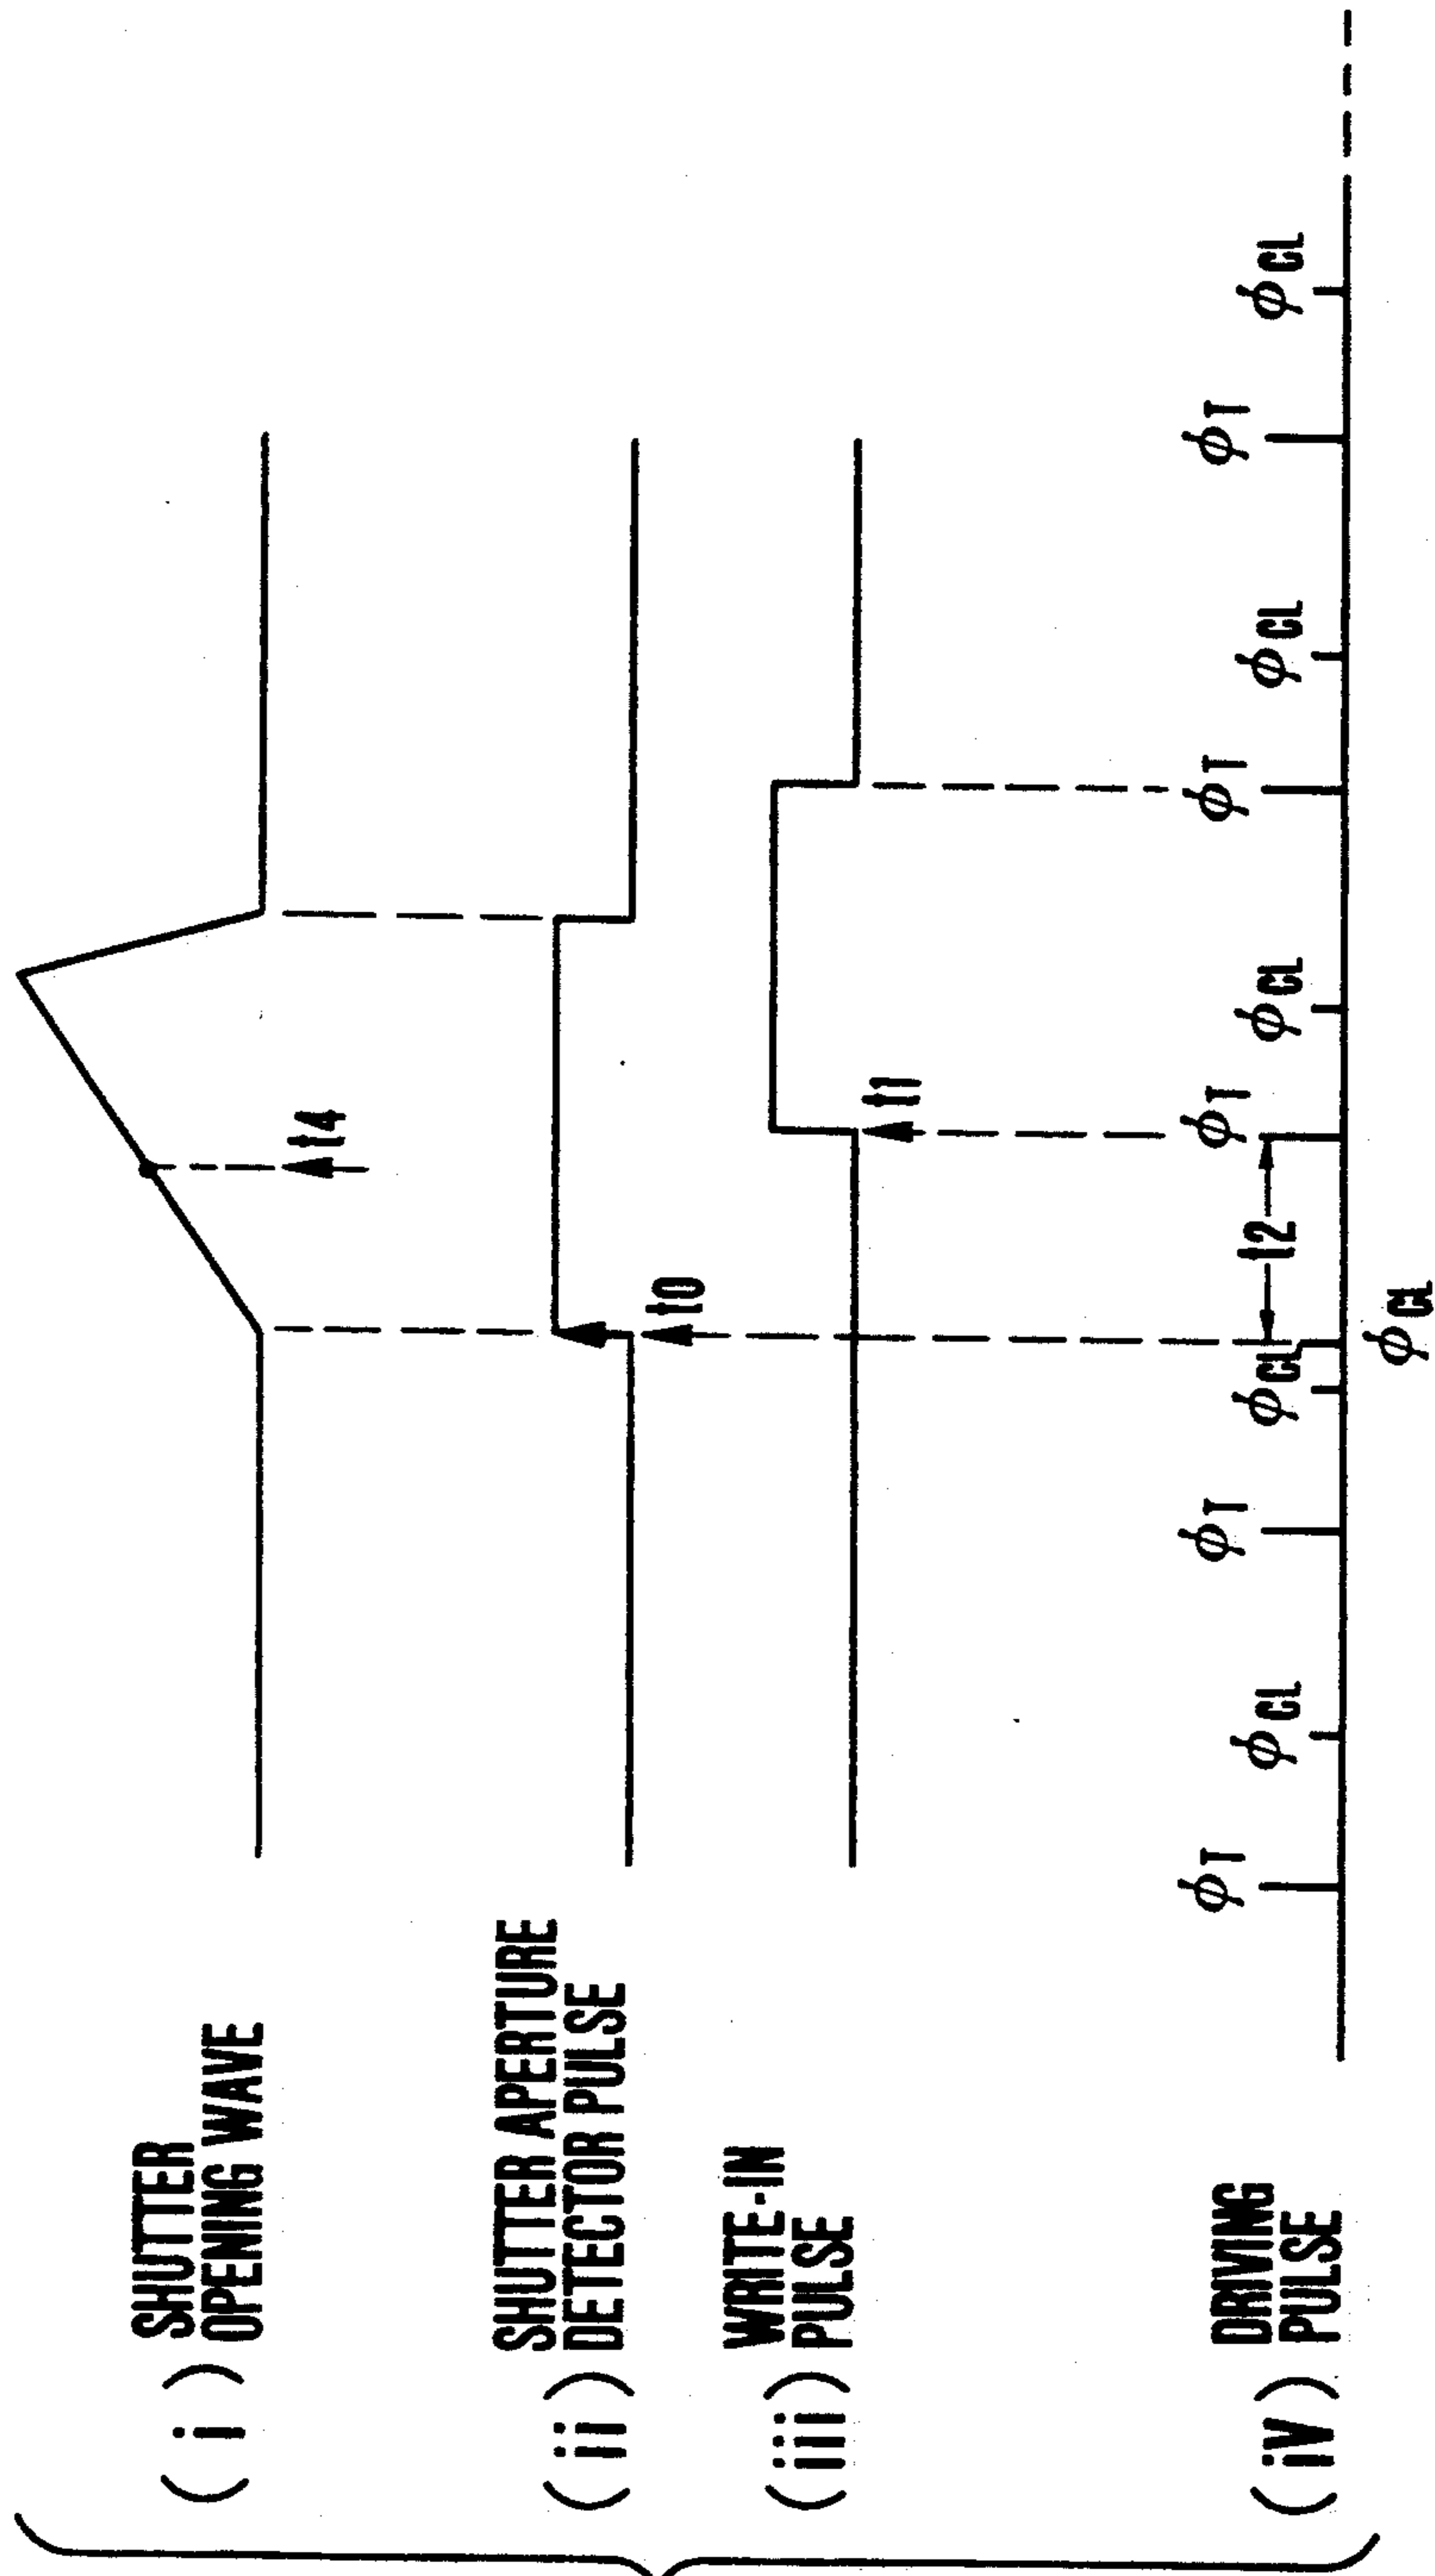 ( i ) SHUTTER
OPENING WAVE
t4
( ii ) SHUTTER APERTURE
DETECTOR PULSE
t0
( iii ) WRITE-IN
PULSE
t1
( iV ) DRIVING
PULSE
ϕT ϕCL ϕT ϕCL t2 ϕT ϕCL ϕT ϕCL ϕT ϕCL
ϕCL